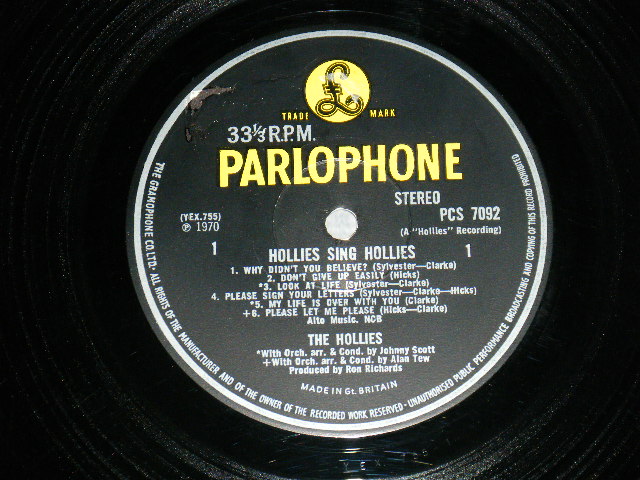 £
TRADE MARK
33⅓ R.P.M.
PARLOPHONE
STEREO
PCS 7092
(A "Hollies" Recording)
(YEX.755)
℗ 1970
1 HOLLIES SING HOLLIES 1
1. WHY DIDN'T YOU BELIEVE? (Sylvester—Clarke)
2. DON'T GIVE UP EASILY (Hicks)
*3. LOOK AT LIFE (Sylvester—Clarke)
4. PLEASE SIGN YOUR LETTERS (Sylvester—Clarke—Hicks)
*5. MY LIFE IS OVER WITH YOU (Clarke)
+6. PLEASE LET ME PLEASE (Hicks—Clarke)
Alto Music. NCB
THE HOLLIES
*With Orch. arr. & Cond. by Johnny Scott
+With Orch. arr. & Cond. by Alan Tew
Produced by Ron Richards
MADE IN Gt. BRITAIN
THE GRAMOPHONE CO. LTD. ALL RIGHTS OF THE MANUFACTURER AND OF THE OWNER OF THE RECORDED WORK RESERVED—UNAUTHORISED PUBLIC PERFORMANCE BROADCASTING AND COPYING OF THIS RECORD PROHIBITED